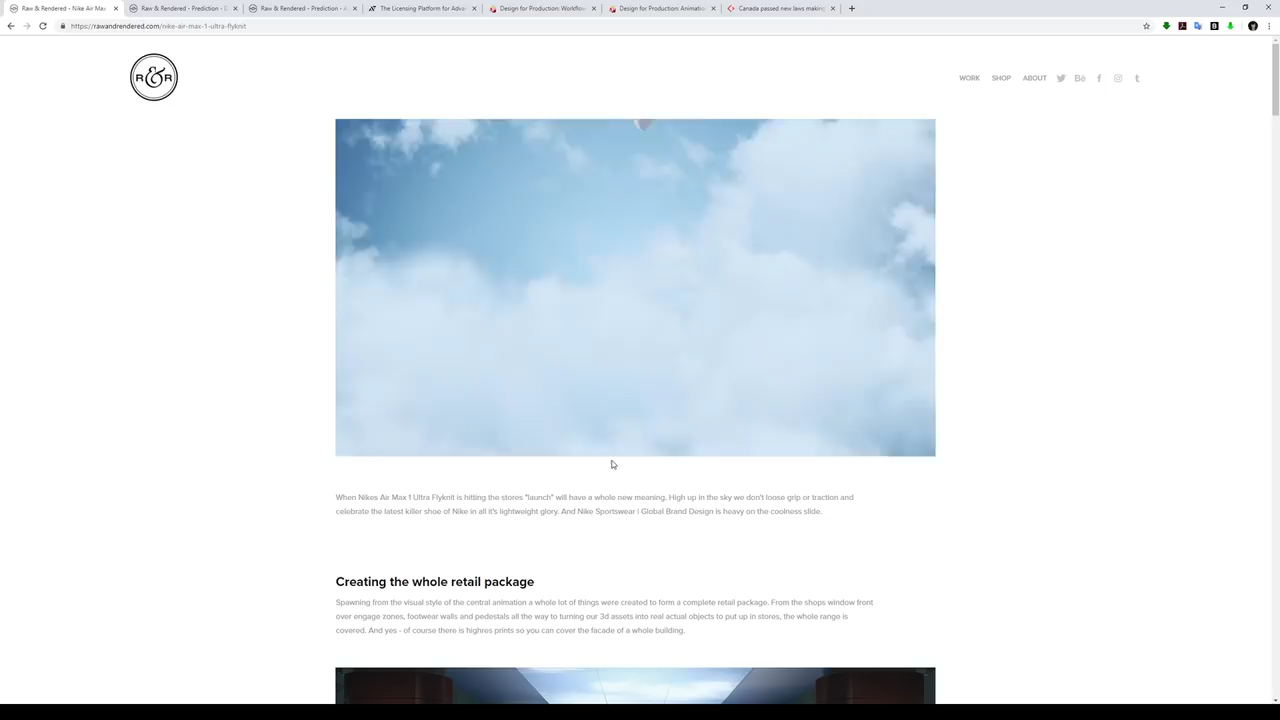 Raw & Rendered - Nike Air Max
Raw & Rendered - Prediction - D
Raw & Rendered - Prediction - A
The Licensing Platform for Adva
Design for Production: Workflow
Design for Production: Animatio
Canada passed new laws making
https://rawandrendered.com/nike-air-max-1-ultra-flyknit
R&R
WORK
SHOP
ABOUT
Bē
f
t
When Nikes Air Max 1 Ultra Flyknit is hitting the stores "launch" will have a whole new meaning. High up in the sky we don't loose grip or traction and
celebrate the latest killer shoe of Nike in all it's lightweight glory. And Nike Sportswear | Global Brand Design is heavy on the coolness slide.
Creating the whole retail package
Spawning from the visual style of the central animation a whole lot of things were created to form a complete retail package. From the shops window front
over engage zones, footwear walls and pedestals all the way to turning our 3d assets into real actual objects to put up in stores, the whole range is
covered. And yes - of course there is highres prints so you can cover the facade of a whole building.